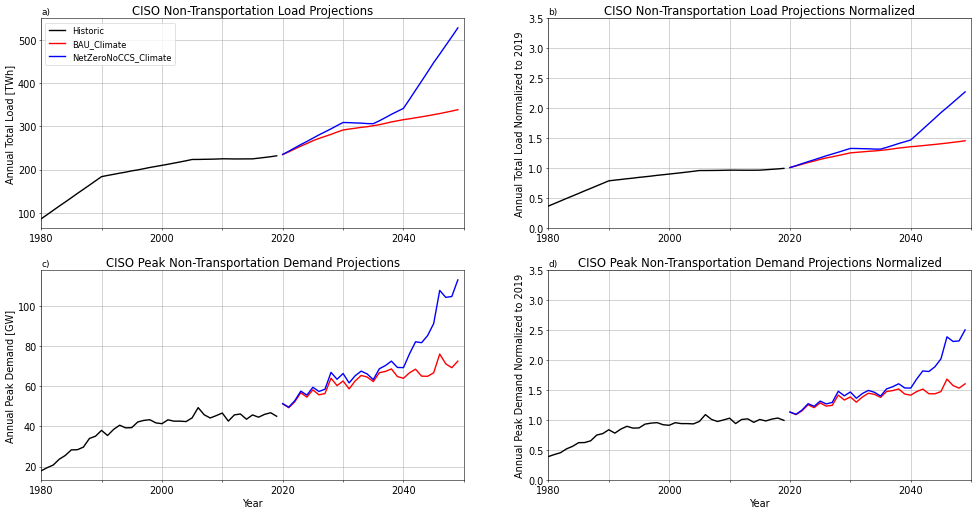 a)
CISO Non-Transportation Load Projections
Historic
BAU_Climate
NetZeroNoCCS_Climate
Annual Total Load [TWh]
500
400
300
200
100
1980
2000
2020
2040
b)
CISO Non-Transportation Load Projections Normalized
Annual Total Load Normalized to 2019
3.5
3.0
2.5
2.0
1.5
1.0
0.5
0.0
1980
2000
2020
2040
c)
CISO Peak Non-Transportation Demand Projections
Annual Peak Demand [GW]
100
80
60
40
20
1980
2000
2020
2040
Year
d)
CISO Peak Non-Transportation Demand Projections Normalized
Annual Peak Demand Normalized to 2019
3.5
3.0
2.5
2.0
1.5
1.0
0.5
0.0
1980
2000
2020
2040
Year